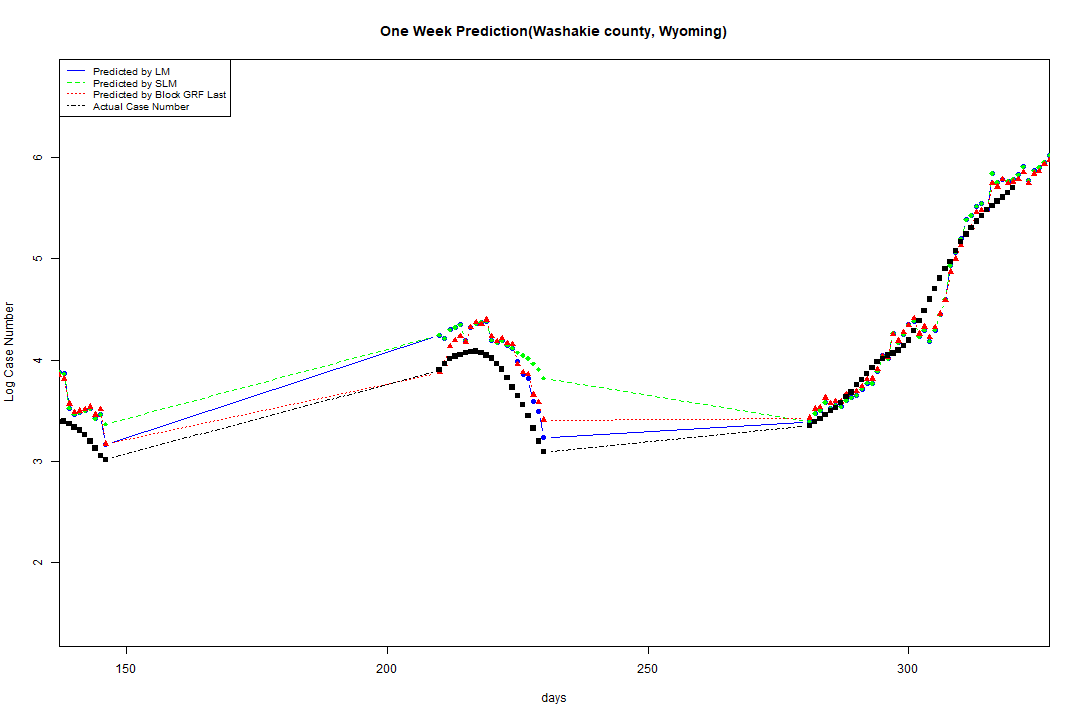 One Week Prediction(Washakie county, Wyoming)
Predicted by LM
Predicted by SLM
Predicted by Block GRF Last
Actual Case Number
6
5
4
3
2
Log Case Number
150 200 250 300
days